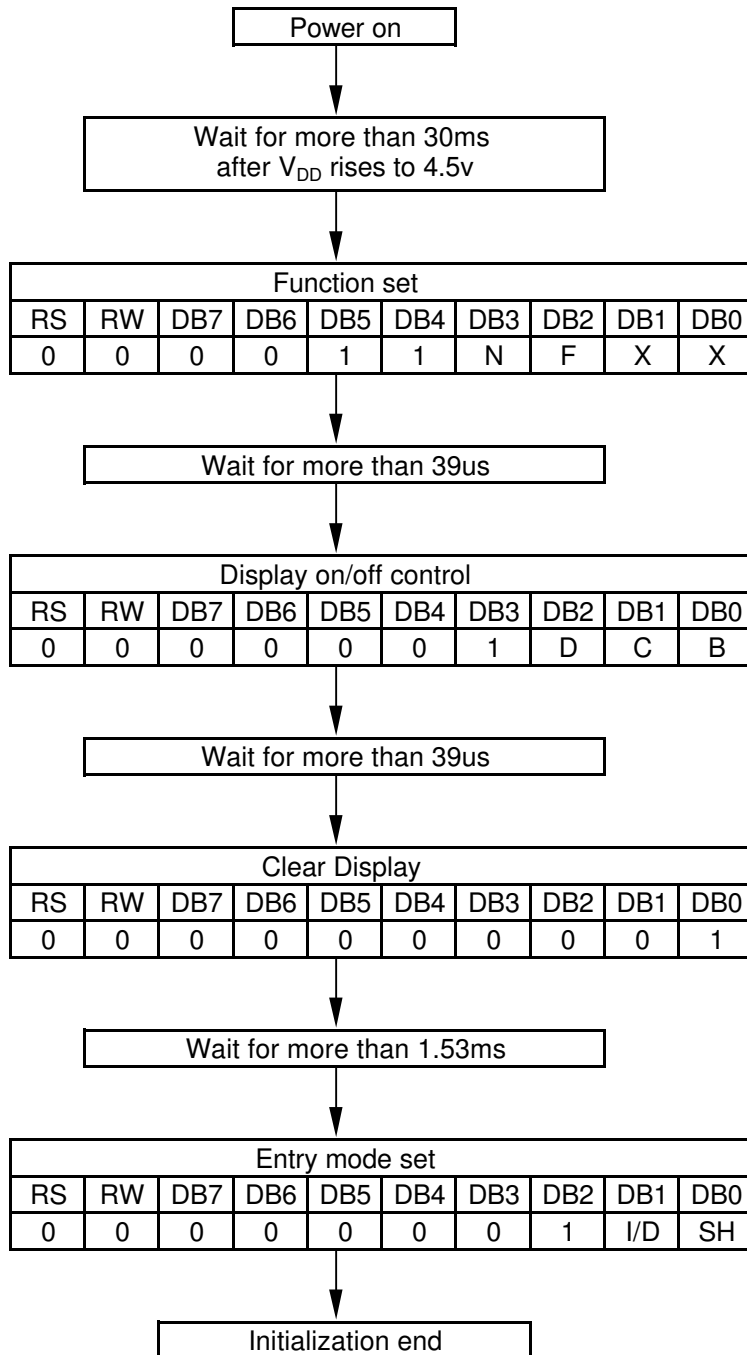 Power on
Wait for more than 30ms
after VDD rises to 4.5v
Function set
RS RW DB7 DB6 DB5 DB4 DB3 DB2 DB1 DB0
0 0 0 0 1 1 N F X X
Wait for more than 39us
Display on/off control
RS RW DB7 DB6 DB5 DB4 DB3 DB2 DB1 DB0
0 0 0 0 0 0 1 D C B
Wait for more than 39us
Clear Display
RS RW DB7 DB6 DB5 DB4 DB3 DB2 DB1 DB0
0 0 0 0 0 0 0 0 0 1
Wait for more than 1.53ms
Entry mode set
RS RW DB7 DB6 DB5 DB4 DB3 DB2 DB1 DB0
0 0 0 0 0 0 0 1 I/D SH
Initialization end